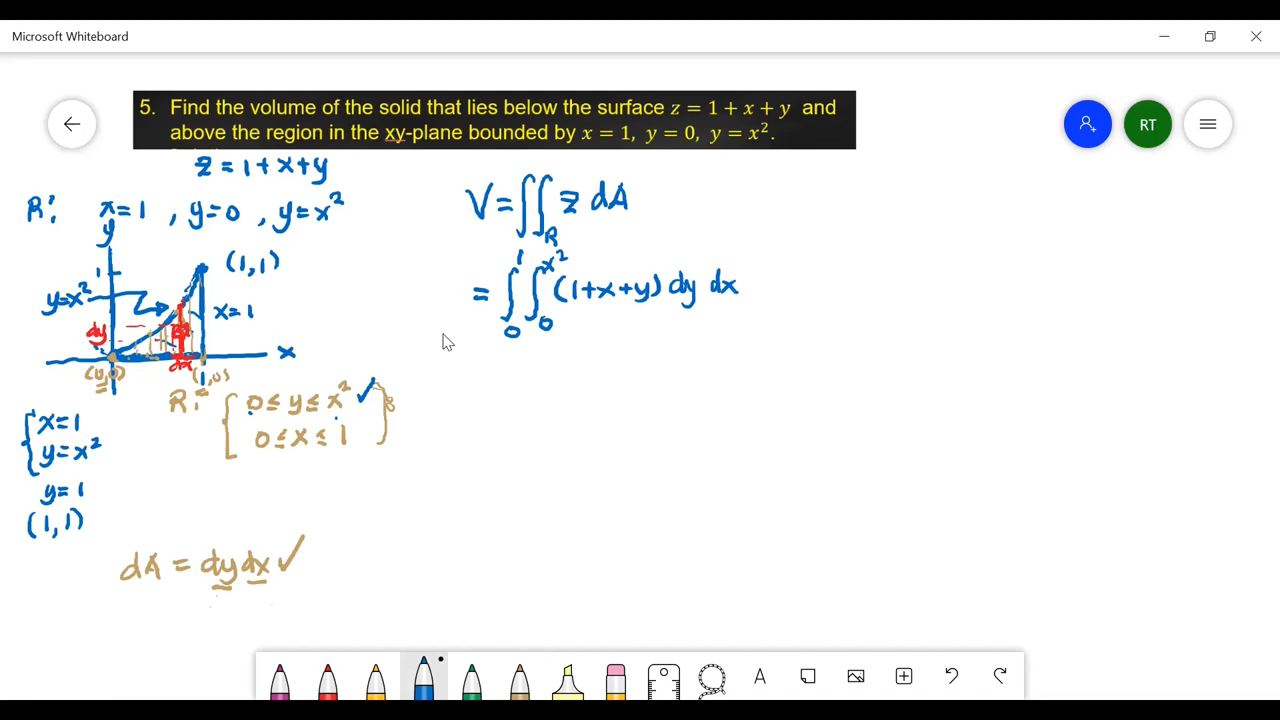 Microsoft Whiteboard
5. Find the volume of the solid that lies below the surface z = 1 + x + y and
above the region in the xy-plane bounded by x = 1, y = 0, y = x².
RT
z = 1 + x + y
R: x = 1 , y = 0 , y = x²
y
1
(1,1)
y = x²
x = 1
dy
dx
x
(0,0)
1
(1,0)
V = ∬_R z dA
= ∫₀¹ ∫₀^{x²} (1+x+y) dy dx
R: { 0 ≤ y ≤ x² ✓
0 ≤ x ≤ 1 }
{ x = 1
y = x²
y = 1
(1,1)
dA = dy dx ✓
A